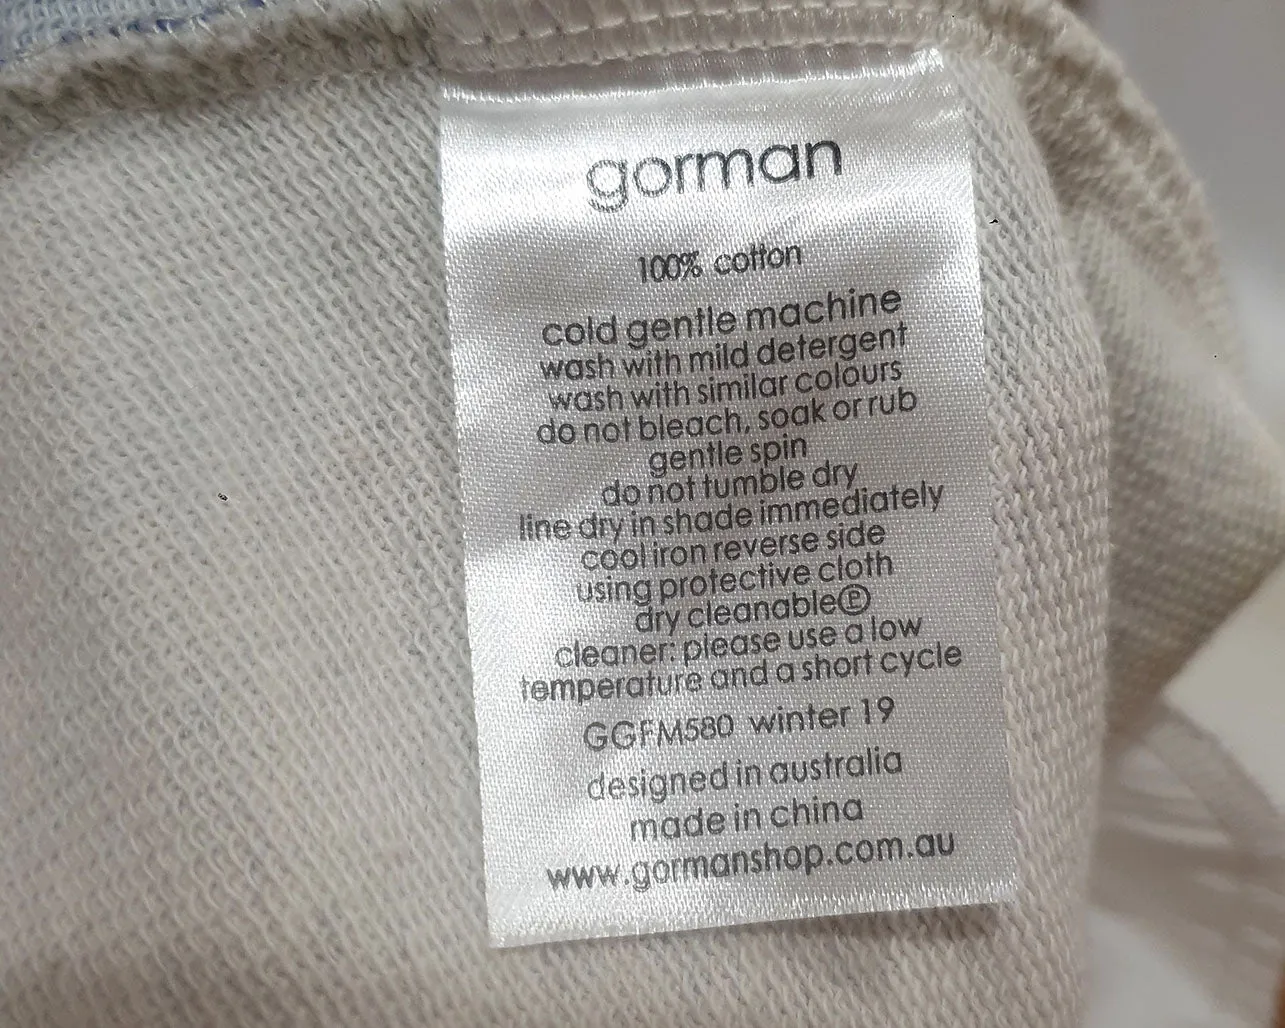 gorman
100% cotton
cold gentle machine
wash with mild detergent
wash with similar colours
do not bleach, soak or rub
gentle spin
do not tumble dry
line dry in shade immediately
cool iron reverse side
using protective cloth
dry cleanableⓅ
cleaner: please use a low
temperature and a short cycle
GGFM580 winter 19
designed in australia
made in china
www.gormanshop.com.au